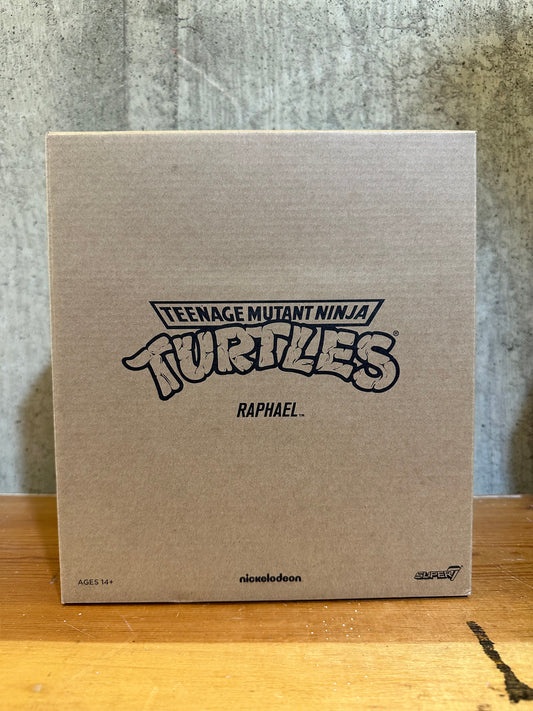 TEENAGE MUTANT NINJA
TURTLES®
RAPHAEL™
AGES 14+
nickelodeon
SUPER7